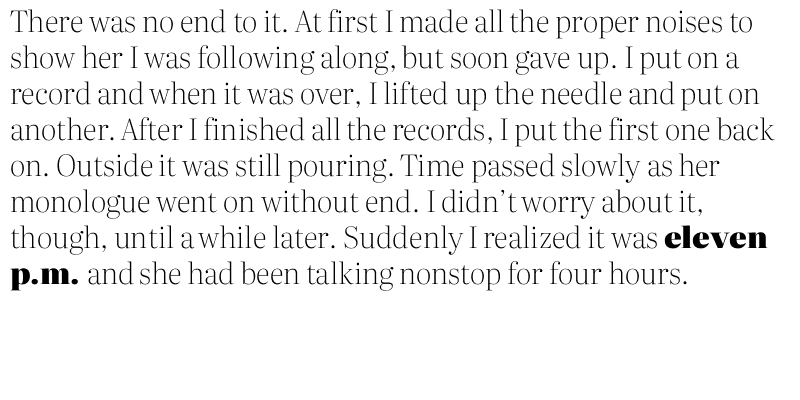 There was no end to it. At first I made all the proper noises to
show her I was following along, but soon gave up. I put on a
record and when it was over, I lifted up the needle and put on
another. After I finished all the records, I put the first one back
on. Outside it was still pouring. Time passed slowly as her
monologue went on without end. I didn’t worry about it,
though, until a while later. Suddenly I realized it was eleven
p.m. and she had been talking nonstop for four hours.